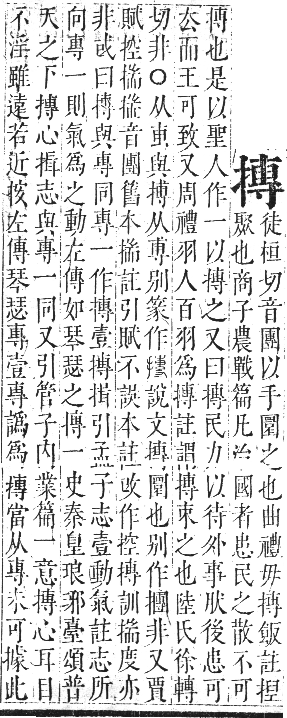 摶
徒桓切音團以手圜之也曲禮毋摶飯註捏
聚也商子農戰篇凡治國者患民之散不可
摶也是以聖人作一以摶之又曰摶民力以待外事肰後患可
厺而王可致又周禮羽人百羽爲摶註謂摶束之也陸氏徐轉
切非○从車與摶从專别篆作說文摶圜也别作團非又賈
賦控揣揣音團舊本揣註引賦不誤本註改作控摶訓揣度亦
非或曰摶與專同專一作摶壹摶揖引孟子志壹動氣註志所
向專一則氣爲之動左傳如琴瑟之摶一史秦皇琅邪臺頌普
天之下摶心揖志與專一同又引管子內業篇一意摶心耳目
不淫雖遠若近按左傳琴瑟專壹專譌爲摶當从專未可據此